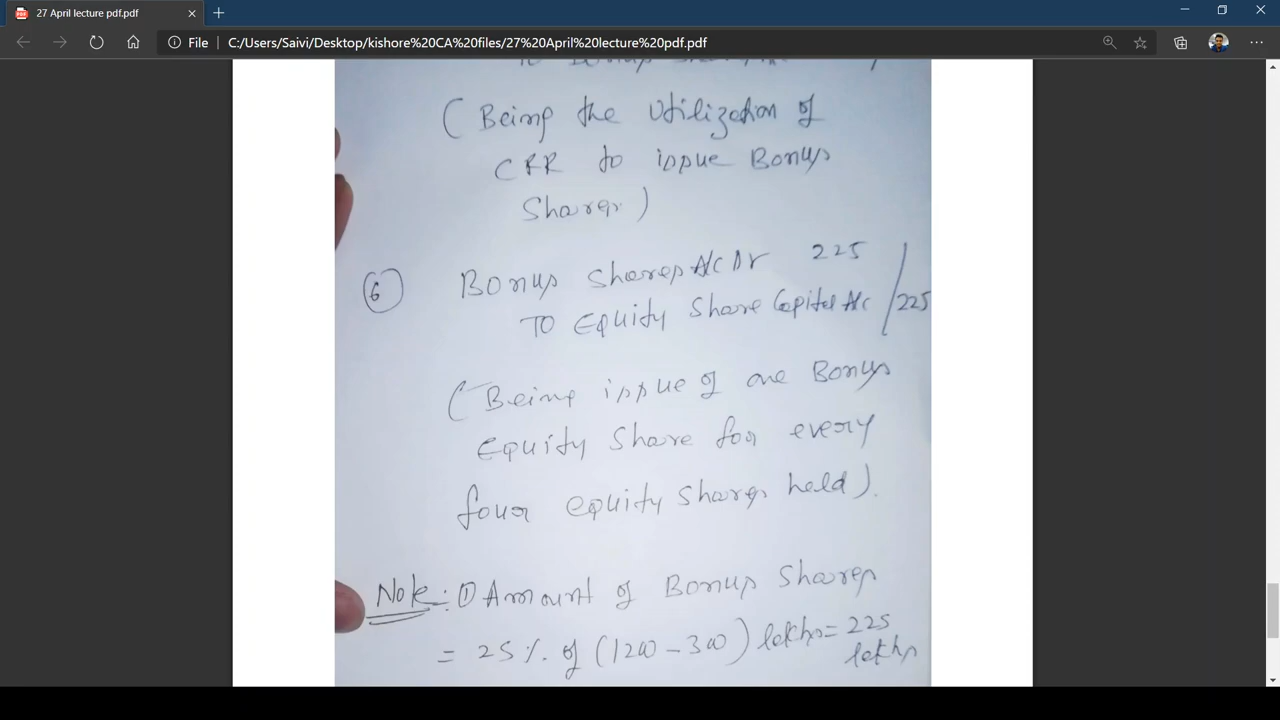 27 April lecture pdf.pdf
File
C:/Users/Saivi/Desktop/kishore%20CA%20files/27%20April%20lecture%20pdf.pdf
(Being the Utilization of
CRR to issue Bonus
Shares)
6 Bonus Shares A/C Dr 225
TO Equity Share Capital A/c 225
(Being issue of one Bonus
Equity Share for every
four equity shares held).
Note: ① Amount of Bonus Shares
= 25%. of (1200 - 300) lakhs = 225
lakhs